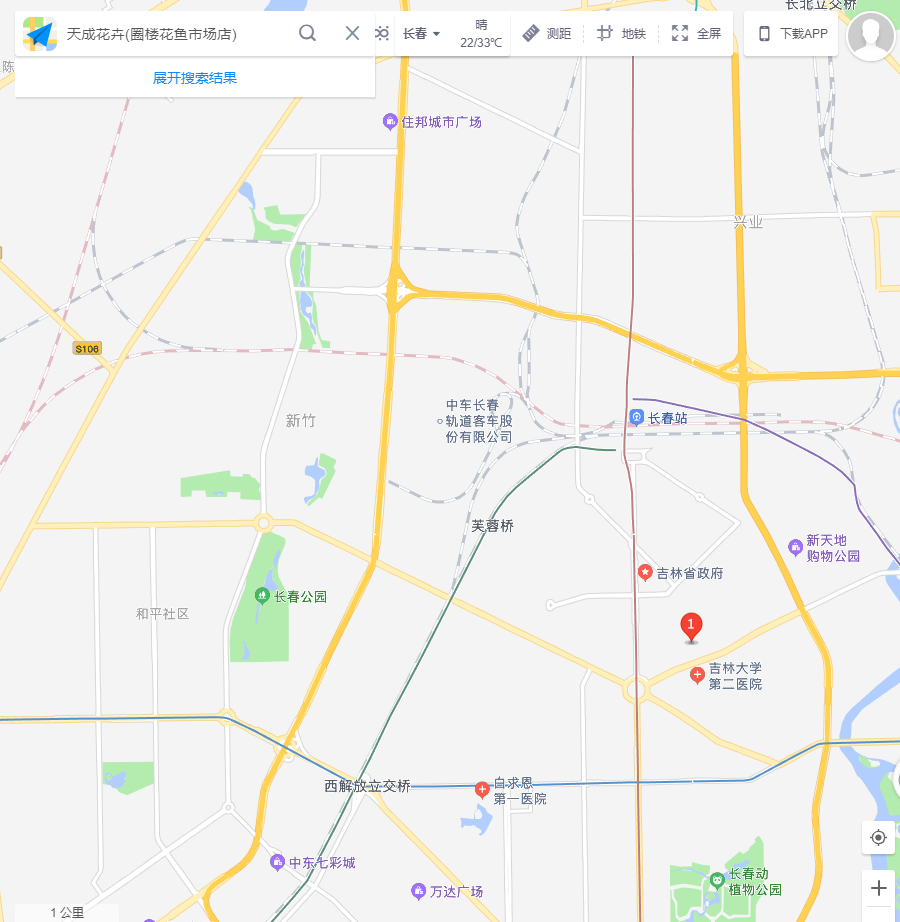 长北立交桥
天成花卉(圈楼花鱼市场店)
长春
晴
22/33℃
测距
地铁
全屏
下载APP
陈
展开搜索结果
住邦城市广场
兴业
S106
新竹
中车长春
轨道客车股
份有限公司
长春站
芙蓉桥
新天地
购物公园
吉林省政府
长春公园
和平社区
1
吉林大学
第二医院
西解放立交桥
白求恩
第一医院
中东七彩城
万达广场
长春动
植物公园
1 公里